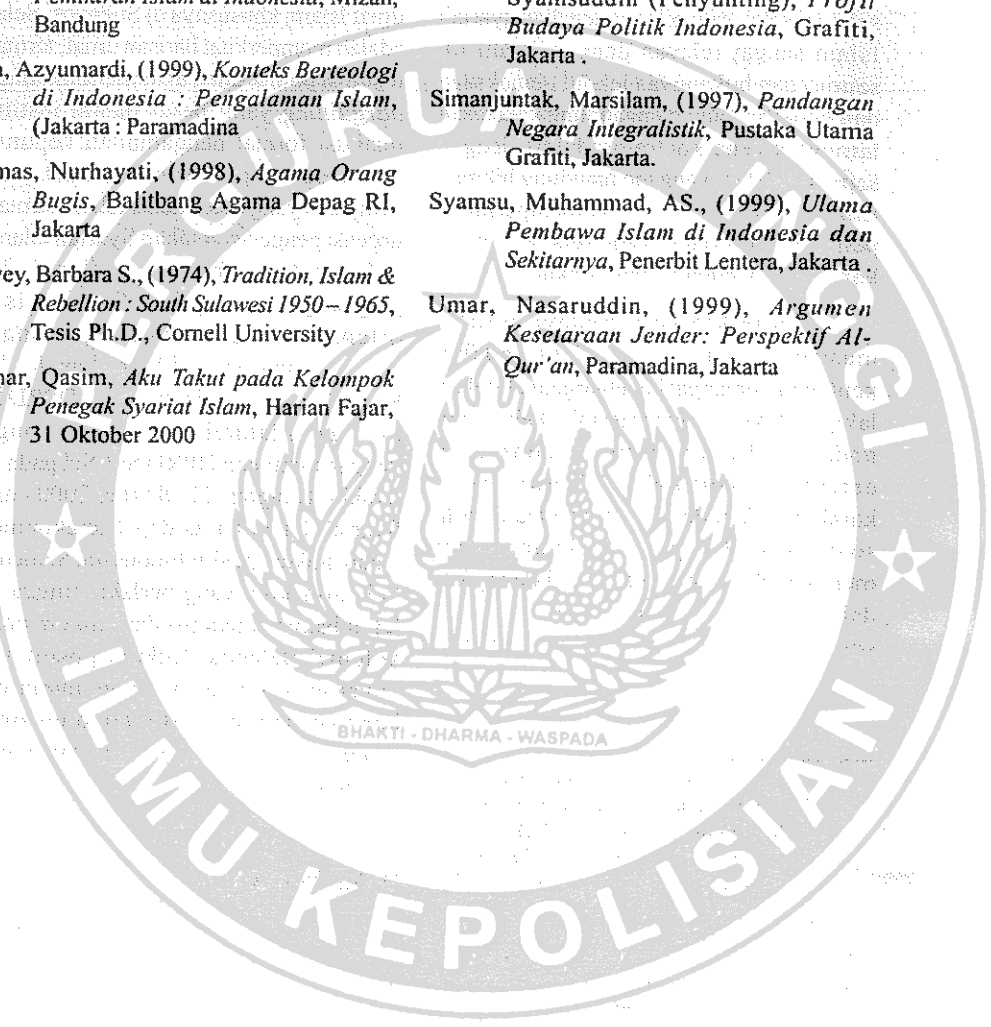 Bandung
Azyumardi, (1999), Konteks Berteologi
di Indonesia : Pengalaman Islam,
(Jakarta : Paramadina
Nurhayati, (1998), Agama Orang
Bugis, Balitbang Agama Depag RI,
Jakarta
Barbara S., (1974), Tradition, Islam &
Rebellion : South Sulawesi 1950 – 1965,
Tesis Ph.D., Cornell University
Qasim, Aku Takut pada Kelompok
Penegak Syariat Islam, Harian Fajar,
31 Oktober 2000
Syamsuddin (Penyunting), Profil
Budaya Politik Indonesia, Grafiti,
Jakarta .
Simanjuntak, Marsilam, (1997), Pandangan
Negara Integralistik, Pustaka Utama
Grafiti, Jakarta.
Syamsu, Muhammad, AS., (1999), Ulama
Pembawa Islam di Indonesia dan
Sekitarnya, Penerbit Lentera, Jakarta .
Umar, Nasaruddin, (1999), Argumen
Kesetaraan Jender: Perspektif Al-
Qur'an, Paramadina, Jakarta
PERGURUAN TINGGI
BHAKTI - DHARMA - WASPADA
ILMU KEPOLISIAN